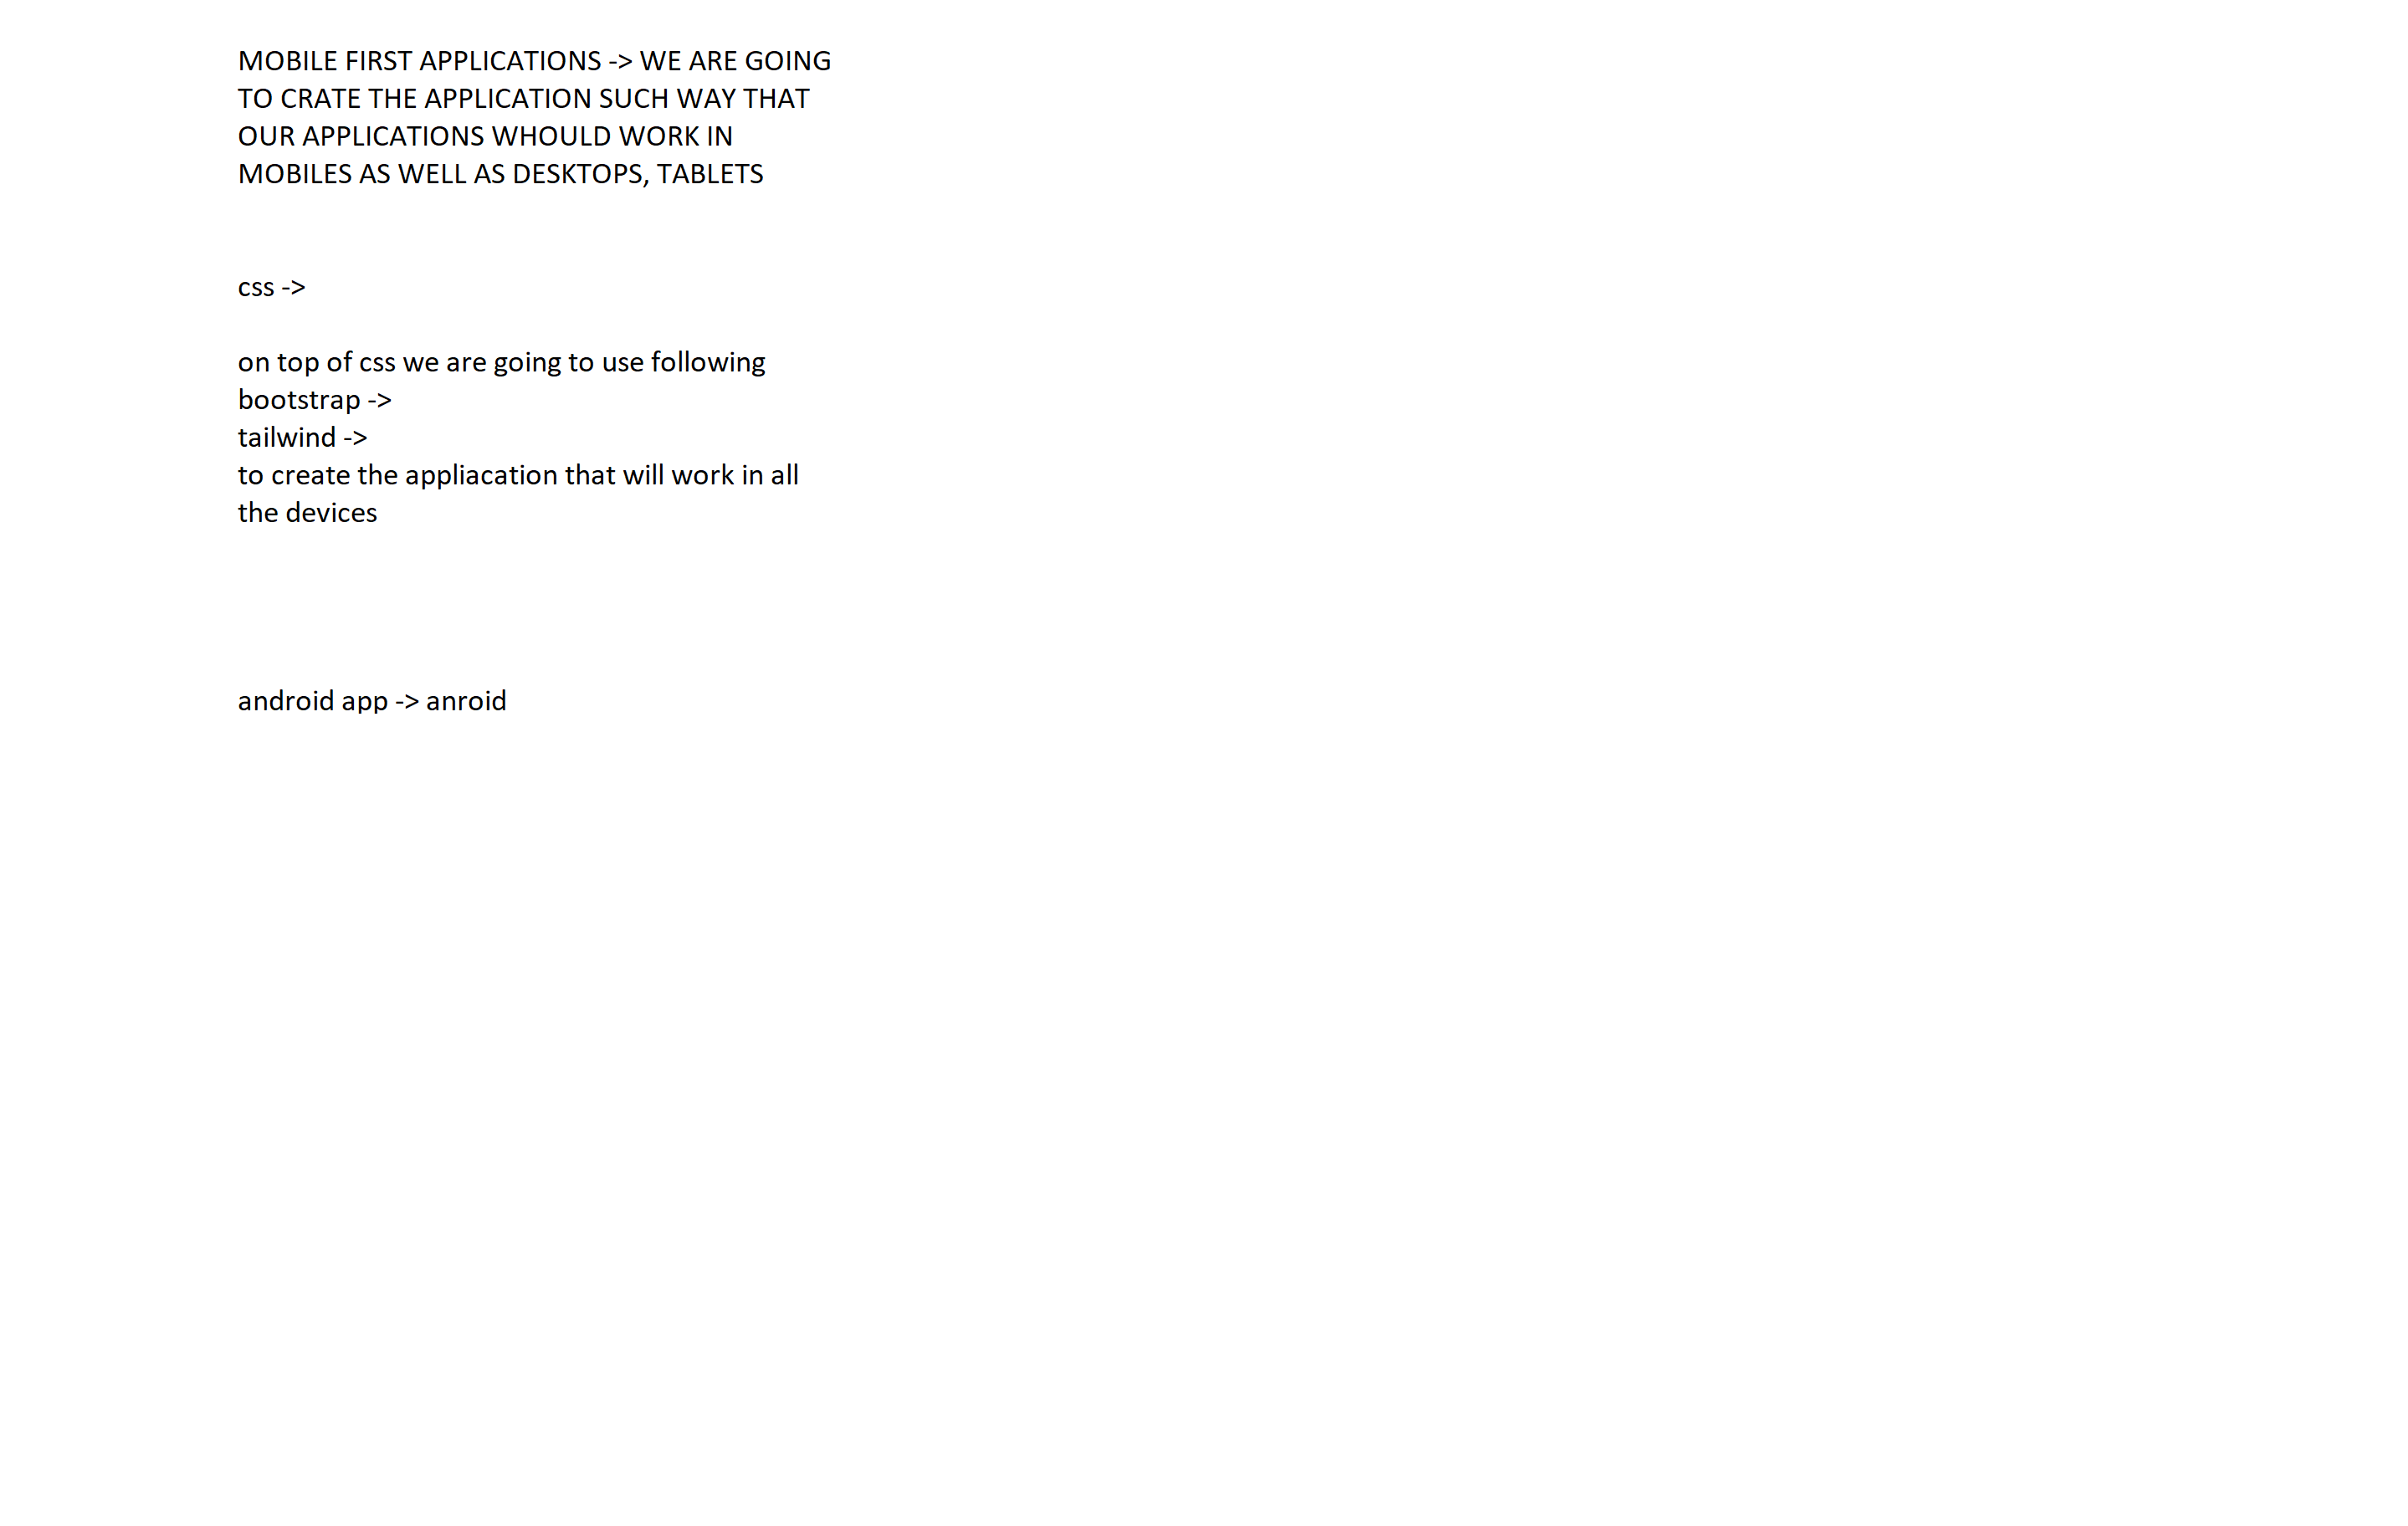 MOBILE FIRST APPLICATIONS -> WE ARE GOING
TO CRATE THE APPLICATION SUCH WAY THAT
OUR APPLICATIONS WHOULD WORK IN
MOBILES AS WELL AS DESKTOPS, TABLETS
css ->
on top of css we are going to use following
bootstrap ->
tailwind ->
to create the appliacation that will work in all
the devices
android app -> anroid